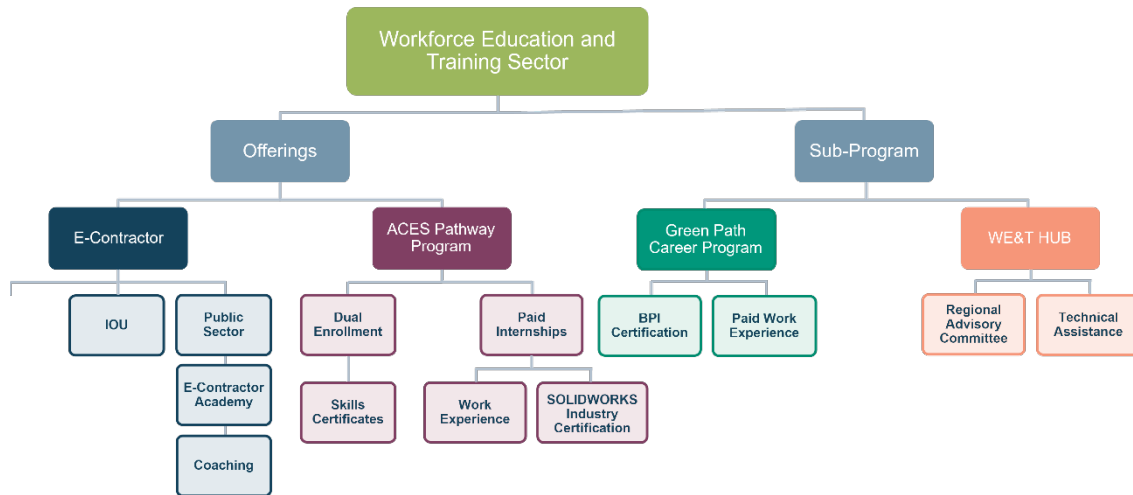 Workforce Education and
Training Sector
Offerings
Sub-Program
E-Contractor
ACES Pathway
Program
Green Path
Career Program
WE&T HUB
IOU
Public
Sector
Dual
Enrollment
Paid
Internships
BPI
Certification
Paid Work
Experience
Regional
Advisory
Committee
Technical
Assistance
E-Contractor
Academy
Skills
Certificates
Work
Experience
SOLIDWORKS
Industry
Certification
Coaching